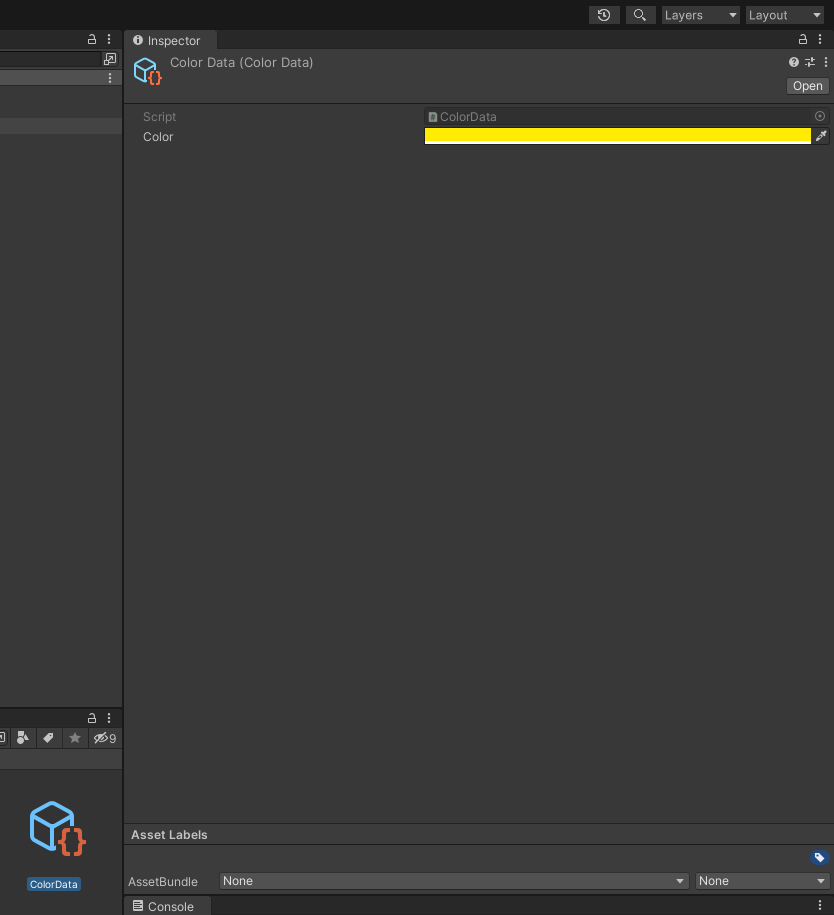 Layers
Layout
Inspector
Color Data (Color Data)
Open
Script
ColorData
Color
9
ColorData
Asset Labels
AssetBundle
None
None
Console